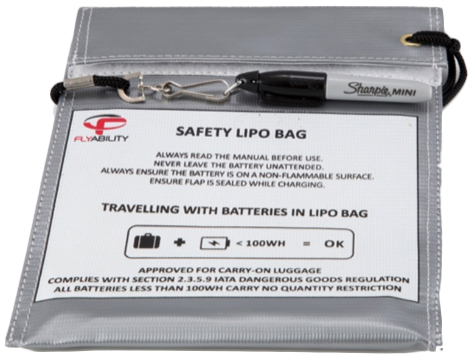 Sharpie. MINI
FLYABILITY
SAFETY LIPO BAG
ALWAYS READ THE MANUAL BEFORE USE.
NEVER LEAVE THE BATTERY UNATTENDED.
ALWAYS ENSURE THE BATTERY IS ON A NON-FLAMMABLE SURFACE.
ENSURE FLAP IS SEALED WHILE CHARGING.
TRAVELLING WITH BATTERIES IN LIPO BAG
+ < 100WH = OK
APPROVED FOR CARRY-ON LUGGAGE
COMPLIES WITH SECTION 2.3.5.9 IATA DANGEROUS GOODS REGULATION
ALL BATTERIES LESS THAN 100WH CARRY NO QUANTITY RESTRICTION